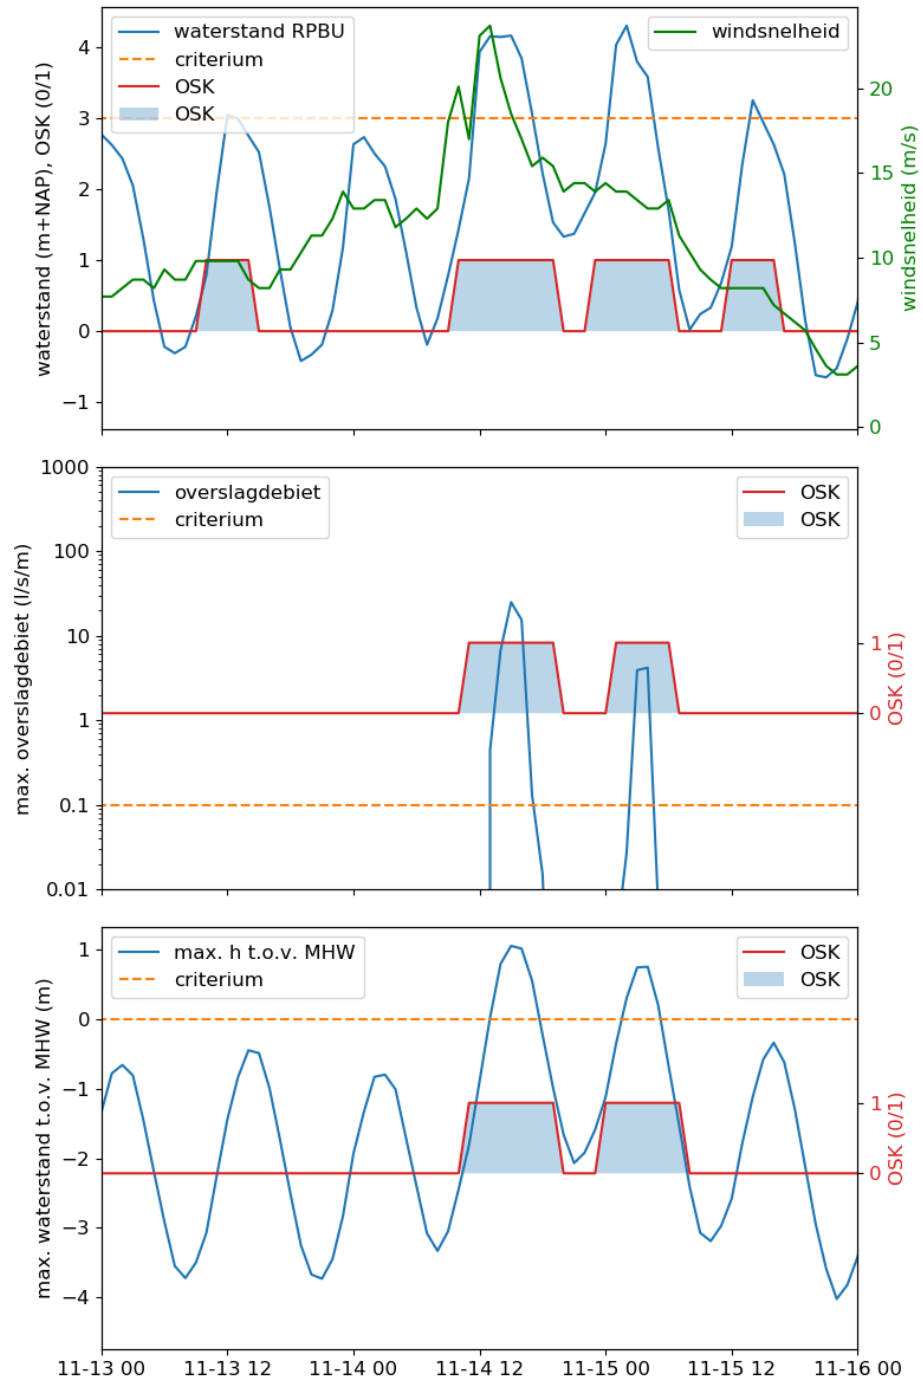 waterstand (m+NAP), OSK (0/1)
4
3
2
1
0
−1
waterstand RPBU
criterium
OSK
OSK
windsnelheid
20
15
10
5
0
windsnelheid (m/s)
max. overslagdebiet (l/s/m)
1000
100
10
1
0.1
0.01
overslagdebiet
criterium
OSK
OSK
1
0
OSK (0/1)
max. waterstand t.o.v. MHW (m)
1
0
−1
−2
−3
−4
max. h t.o.v. MHW
criterium
OSK
OSK
1
0
OSK (0/1)
11-13 00 11-13 12 11-14 00 11-14 12 11-15 00 11-15 12 11-16 00